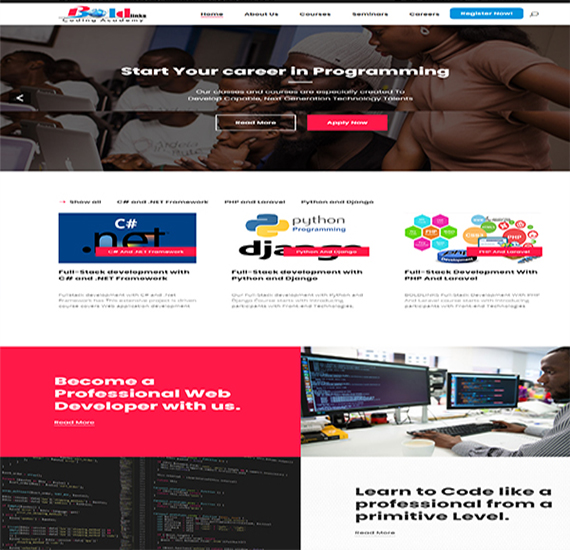 Bold links
Coding Academy
Home About Us Courses Seminars Careers Register Now!
Start Your career in Programming
Our classes and courses are especially created To
Develop Capable, Next Generation Technology Talents
Read More Apply Now
Show all C# and .NET Framework PHP and Laravel Python and Django
C#
.net
C# And .NET Framework
python
Programming
django
Python And Django
PHP
PHP And Laravel
Development
Full-Stack development with
C# and .NET Framework
Full-Stack development with
Python and Django
Full-Stack Development With
PHP And Laravel
Fullstack development with C# and .Net
Framework has This extensive project is driven
course covers Web application development
Our Full Stack development with Python and
Django Course starts with introducing
participants with Front-end Technologies
BOLDLINKS Full Stack Development With PHP
And Laravel course starts with introducing
participants with Front-end Technologies
Become a
Professional Web
Developer with us.
Read More
Learn to Code like a
professional from a
primitive Level.
Read More